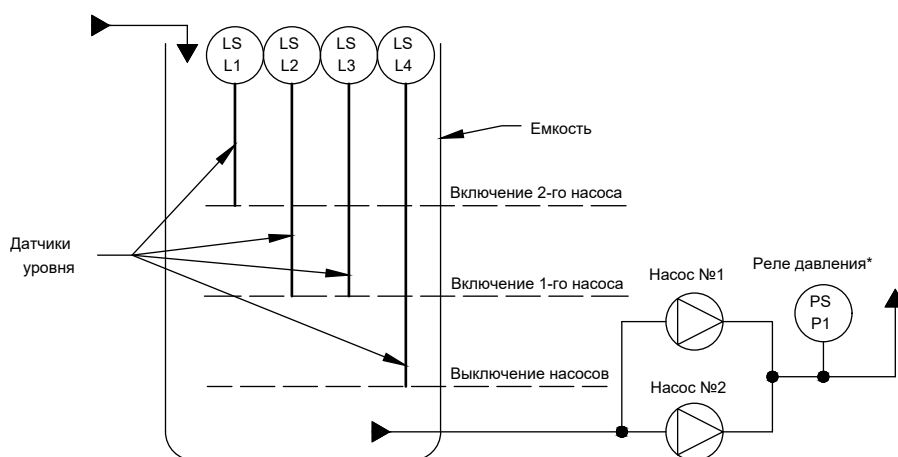 LS LS LS LS
L1 L2 L3 L4
Емкость
Включение 2-го насоса
Датчики
уровня
Включение 1-го насоса
Насос №1
Реле давления*
PS
P1
Выключение насосов
Насос №2